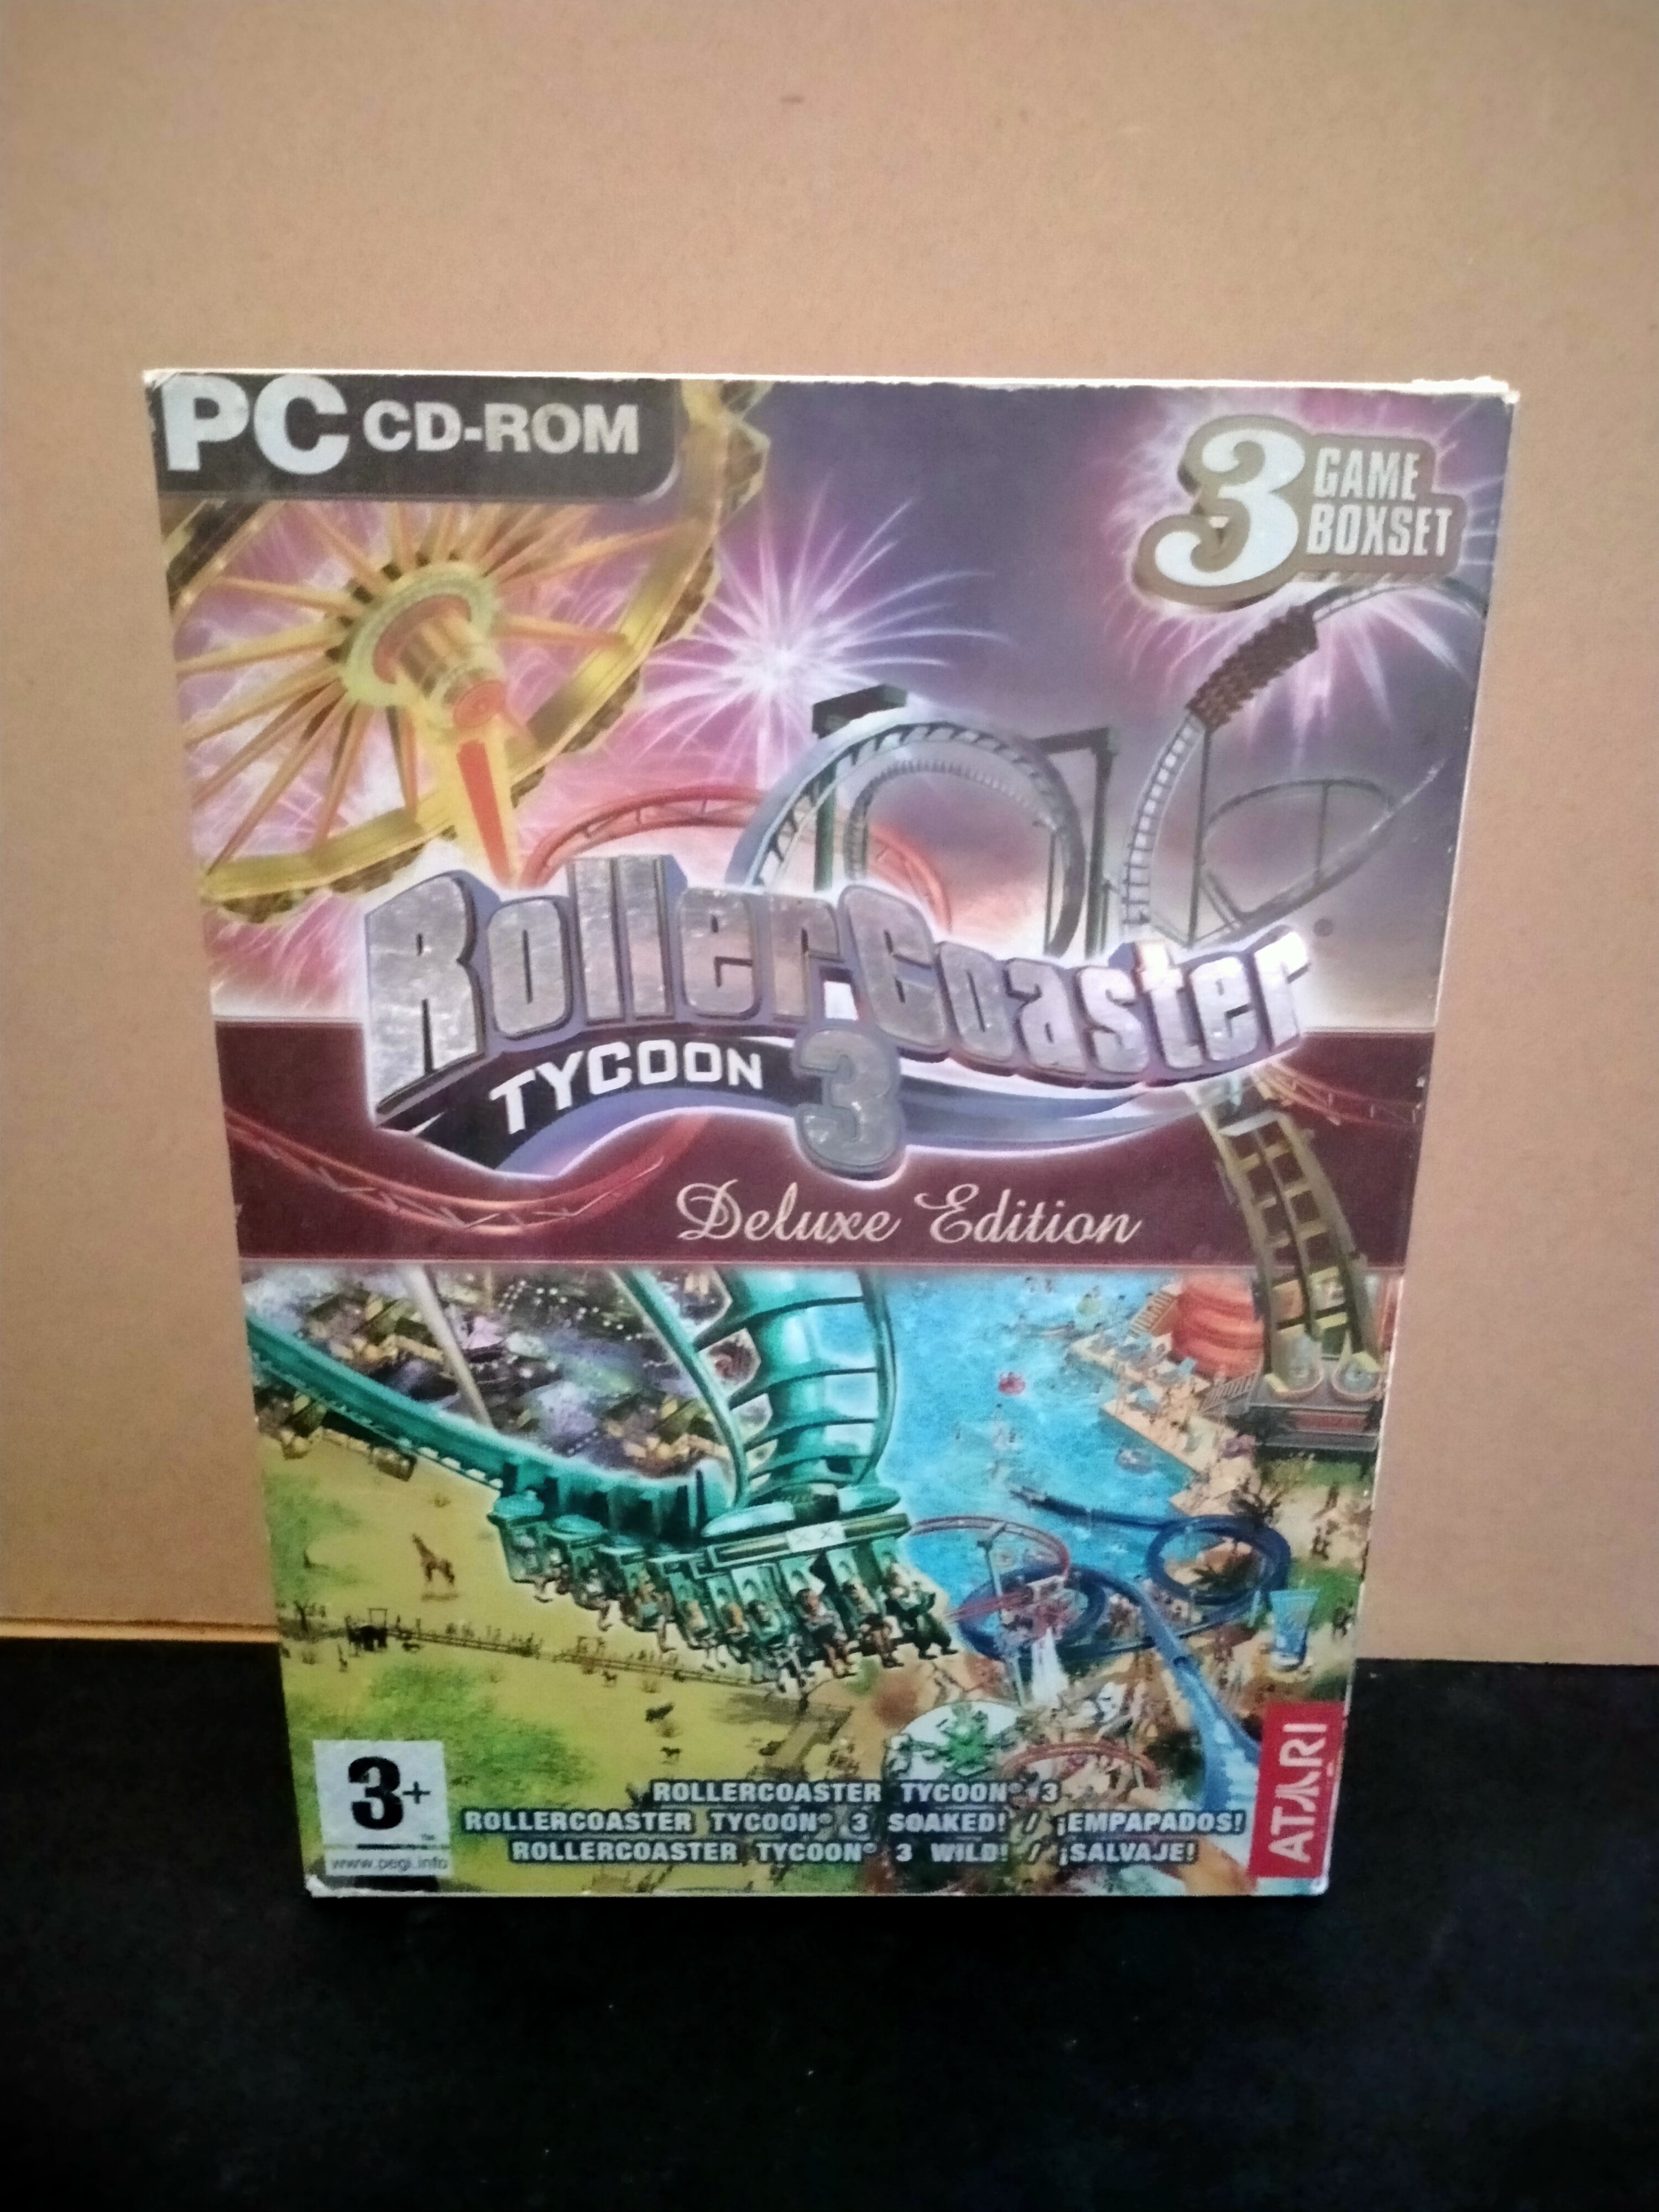 PC CD-ROM
3 GAME
BOXSET
RollerCoaster
TYCOON 3
Deluxe Edition
3+
™
www.pegi.info
ROLLERCOASTER TYCOON® 3
ROLLERCOASTER TYCOON® 3 SOAKED! / ¡EMPAPADOS!
ROLLERCOASTER TYCOON® 3 WILD! / ¡SALVAJE!
ATARI